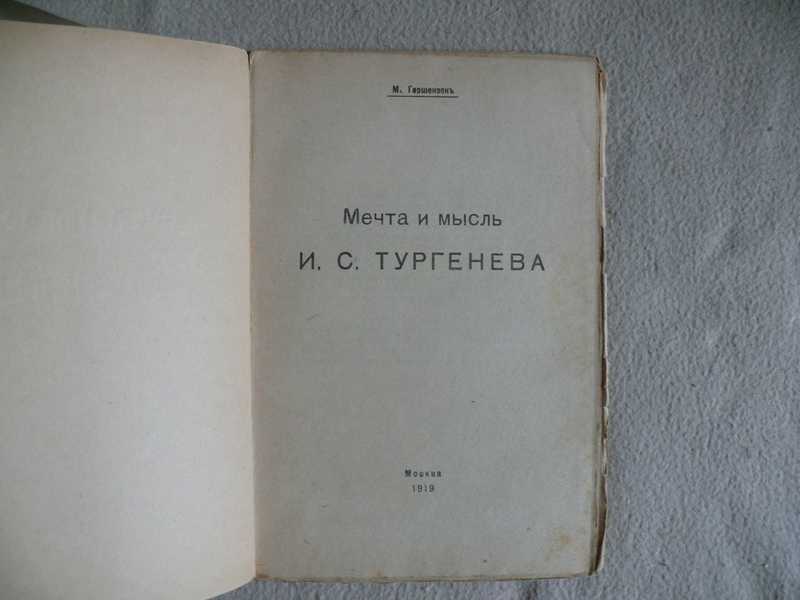 М. Гершензонъ
Мечта и мысль
И. С. ТУРГЕНЕВА
Москва
1919